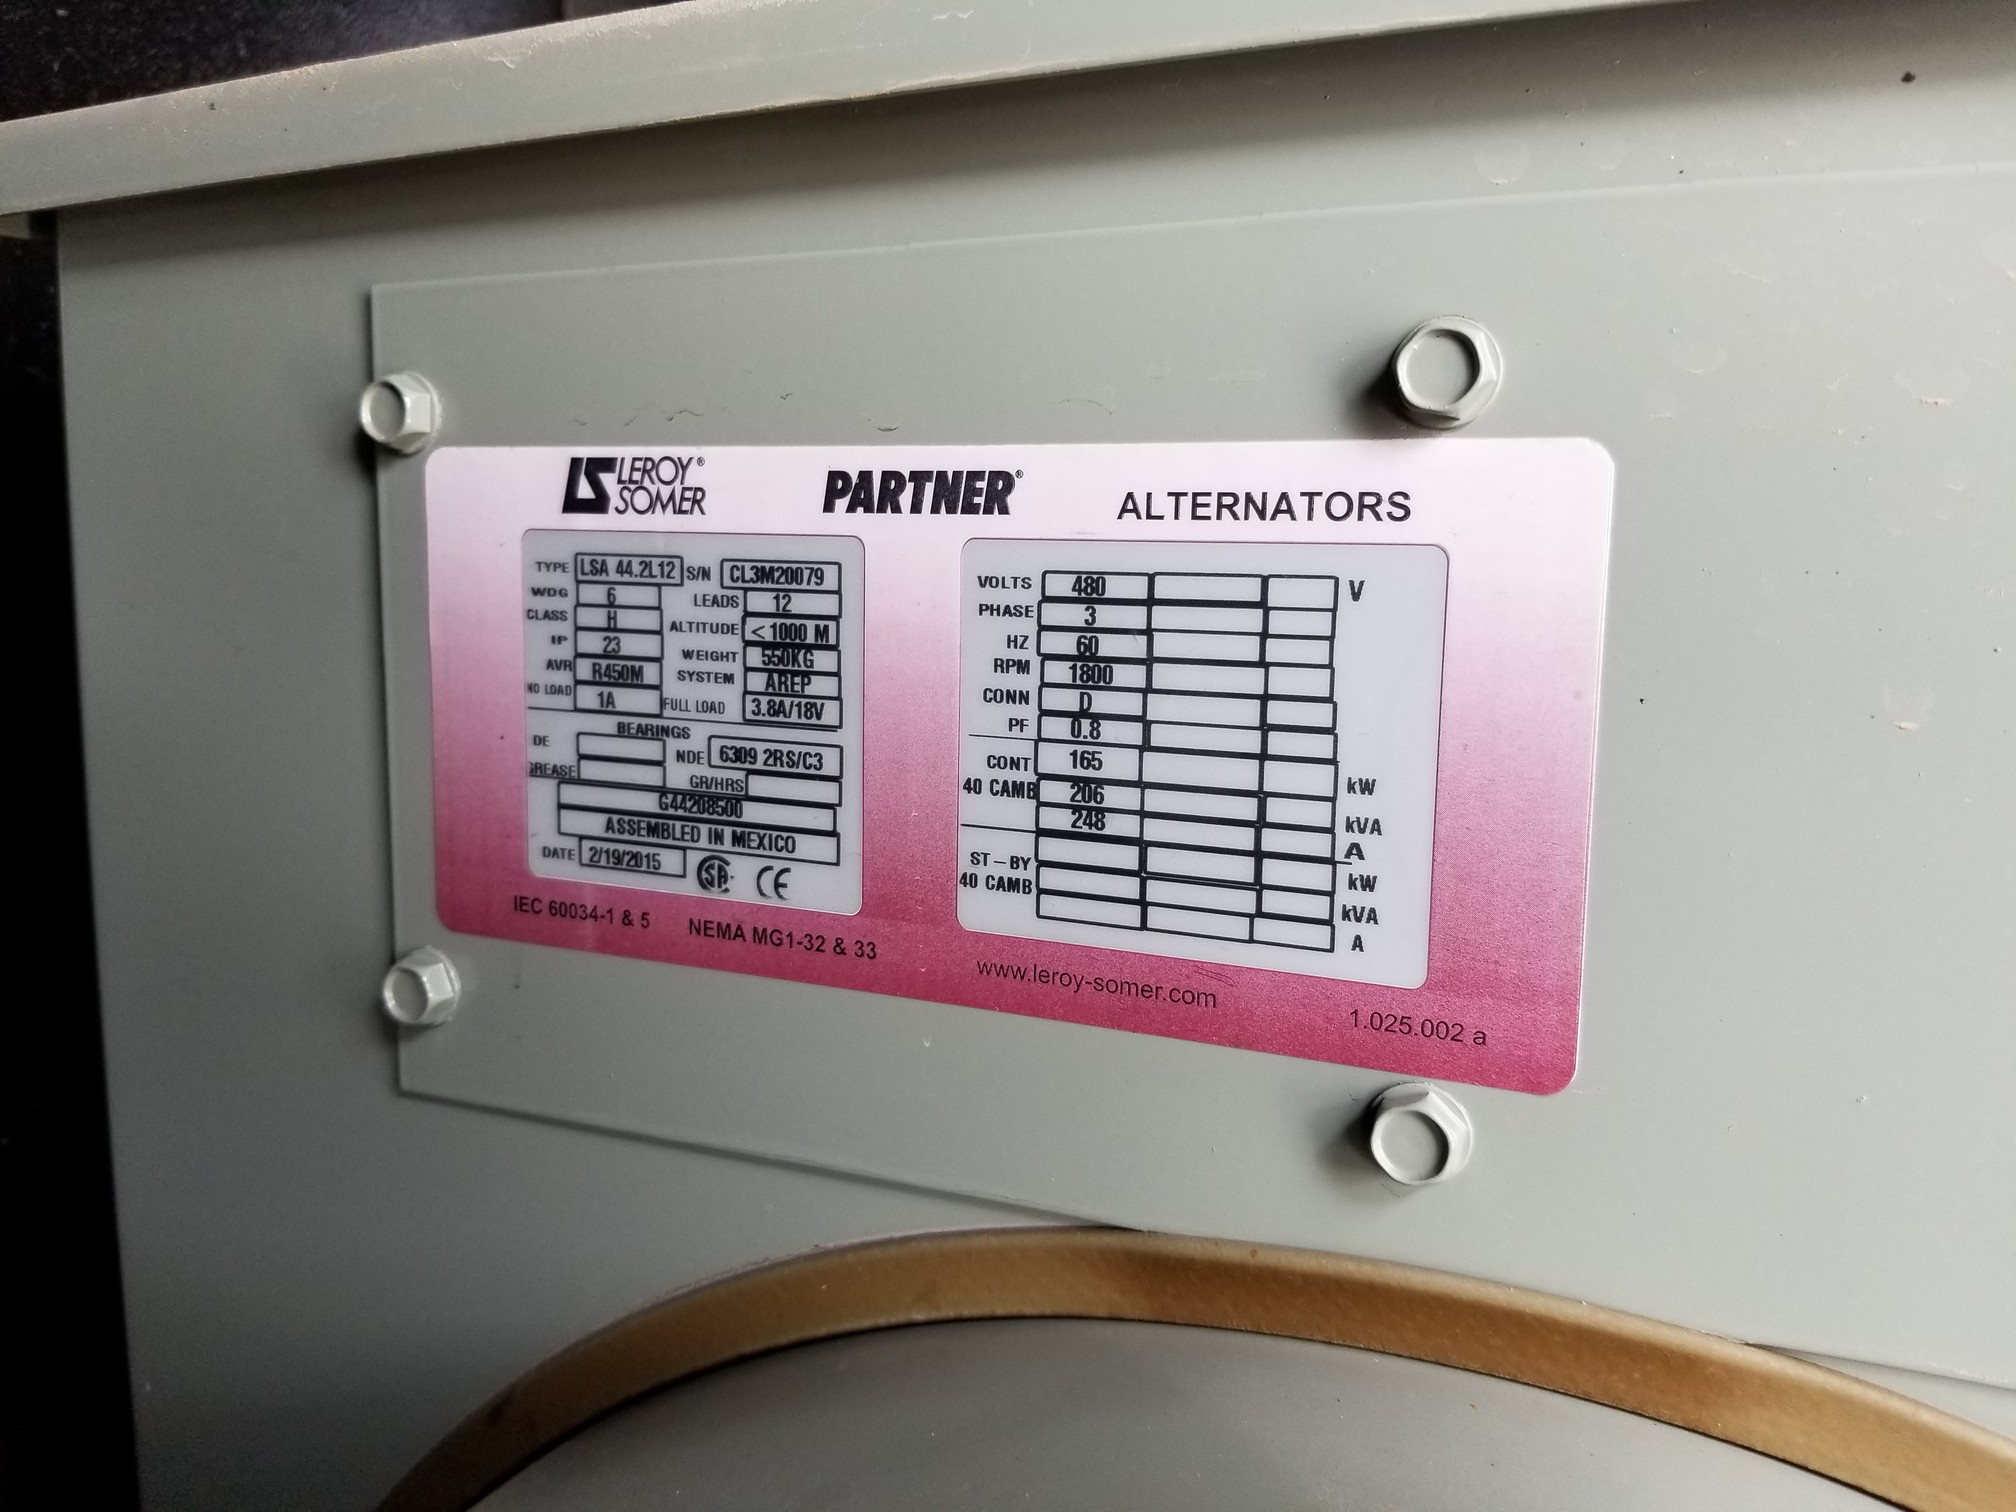 LS LEROY® SOMER PARTNER® ALTERNATORS
TYPE LSA 44.2L12 S/N CL3M20079
WDG 6 LEADS 12
CLASS H ALTITUDE < 1000 M
IP 23 WEIGHT 550KG
AVR R450M SYSTEM AREP
NO LOAD 1A FULL LOAD 3.8A/18V
BEARINGS
DE NDE 6309 2RS/C3
GREASE GR/HRS
G44208500
ASSEMBLED IN MEXICO
DATE 2/19/2015 SA CE
IEC 60034-1 & 5 NEMA MG1-32 & 33
VOLTS 480 V
PHASE 3
HZ 60
RPM 1800
CONN D
PF 0.8
CONT 165 kW
40 CAMB 206 kVA
248 A
ST-BY kW
40 CAMB kVA
A
www.leroy-somer.com
1.025.002 a